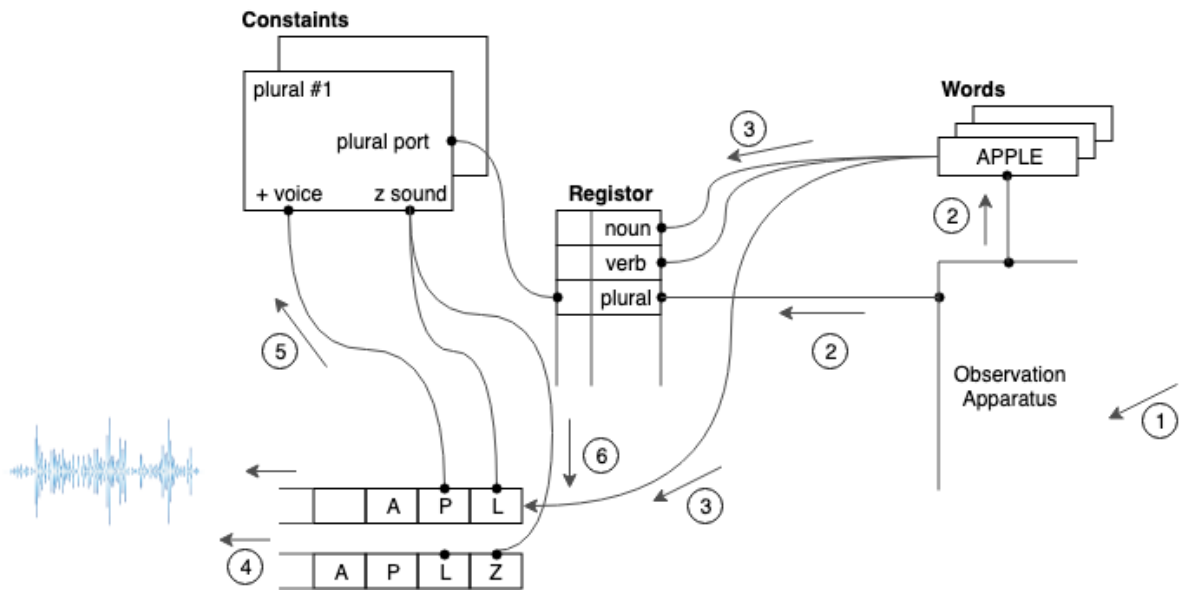 Constaints
plural #1
plural port
+ voice
z sound
Registor
noun
verb
plural
Words
APPLE
3
2
2
Observation
Apparatus
1
5
6
3
A P L
4
A P L Z